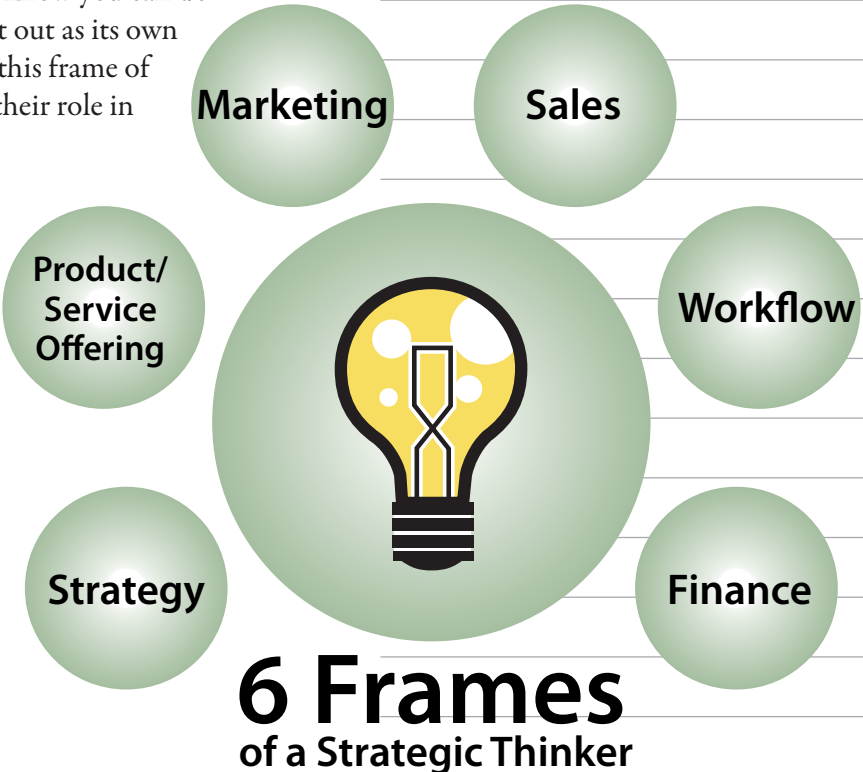 t out as its own
this frame of
their role in
Marketing
Sales
Product/
Service
Offering
Workflow
Strategy
Finance
6 Frames
of a Strategic Thinker